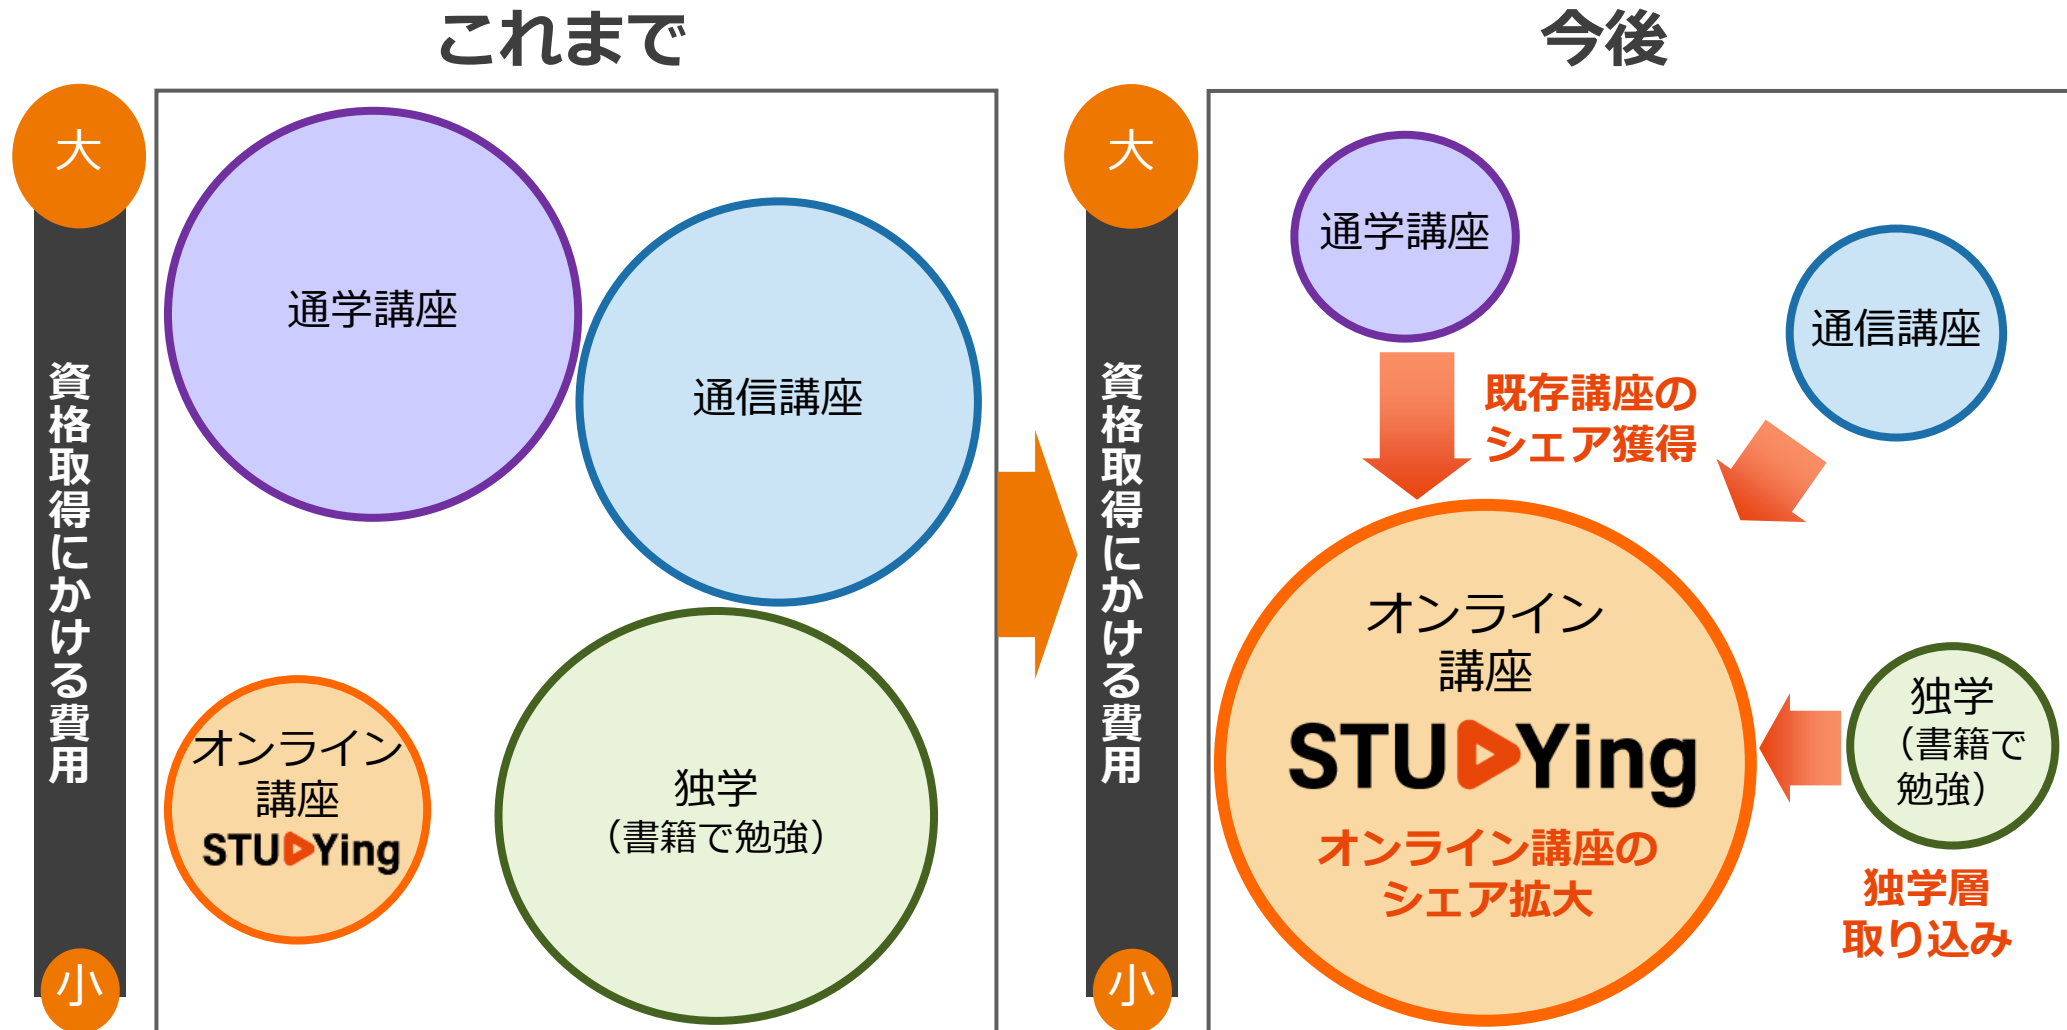 これまで
大
資格取得にかける費用
小
通学講座
通信講座
オンライン
講座
STUDYing
独学
（書籍で勉強）
今後
大
資格取得にかける費用
小
通学講座
通信講座
既存講座の
シェア獲得
オンライン
講座
STUDYing
オンライン講座の
シェア拡大
独学
（書籍で
勉強）
独学層
取り込み